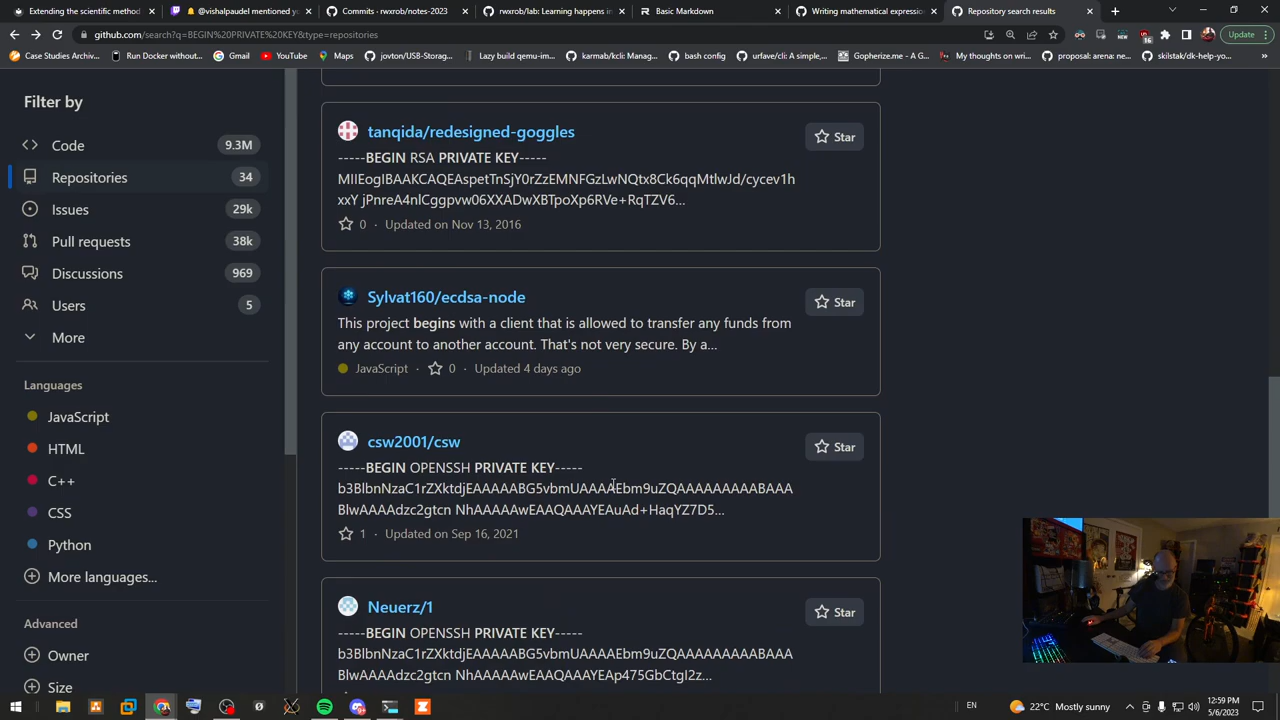 Extending the scientific method
@vishalpaudel mentioned y
Commits · rwxrob/notes-2023
rwxrob/lab: Learning happens in
Basic Markdown
Writing mathematical expression
Repository search results
github.com/search?q=BEGIN%20PRIVATE%20KEY&type=repositories
Update
Case Studies Archiv...
Run Docker without...
Gmail
YouTube
Maps
jovton/USB-Storag...
Lazy build qemu-im...
karmab/kcli: Manag...
bash config
urfave/cli: A simple,...
Gopherize.me – A G...
My thoughts on wri...
proposal: arena: ne...
skilstak/dk-help-yo...
Filter by
Code 9.3M
Repositories 34
Issues 29k
Pull requests 38k
Discussions 969
Users 5
More
Languages
JavaScript
HTML
C++
CSS
Python
More languages...
Advanced
Owner
Size
tanqida/redesigned-goggles
Star
-----BEGIN RSA PRIVATE KEY-----
MIIEogIBAAKCAQEAspetTnSjY0rZzEMNFGzLwNQtx8Ck6qqMtlwJd/cycev1h
xxY jPnreA4nlCggpvw06XXADwXBTpoXp6RVe+RqTZV6...
0 · Updated on Nov 13, 2016
Sylvat160/ecdsa-node
Star
This project begins with a client that is allowed to transfer any funds from
any account to another account. That's not very secure. By a...
JavaScript · 0 · Updated 4 days ago
csw2001/csw
Star
-----BEGIN OPENSSH PRIVATE KEY-----
b3BlbnNzaC1rZXktdjEAAAAABG5vbmUAAAAEbm9uZQAAAAAAAAABAAA
BlwAAAAdzc2gtcn NhAAAAAwEAAQAAAYEAuAd+HaqYZ7D5...
1 · Updated on Sep 16, 2021
Neuerz/1
Star
-----BEGIN OPENSSH PRIVATE KEY-----
b3BlbnNzaC1rZXktdjEAAAAABG5vbmUAAAAEbm9uZQAAAAAAAAABAAA
BlwAAAAdzc2gtcn NhAAAAAwEAAQAAAYEAp475GbCtgI2z...
22°C Mostly sunny
EN
12:59 PM
5/6/2023